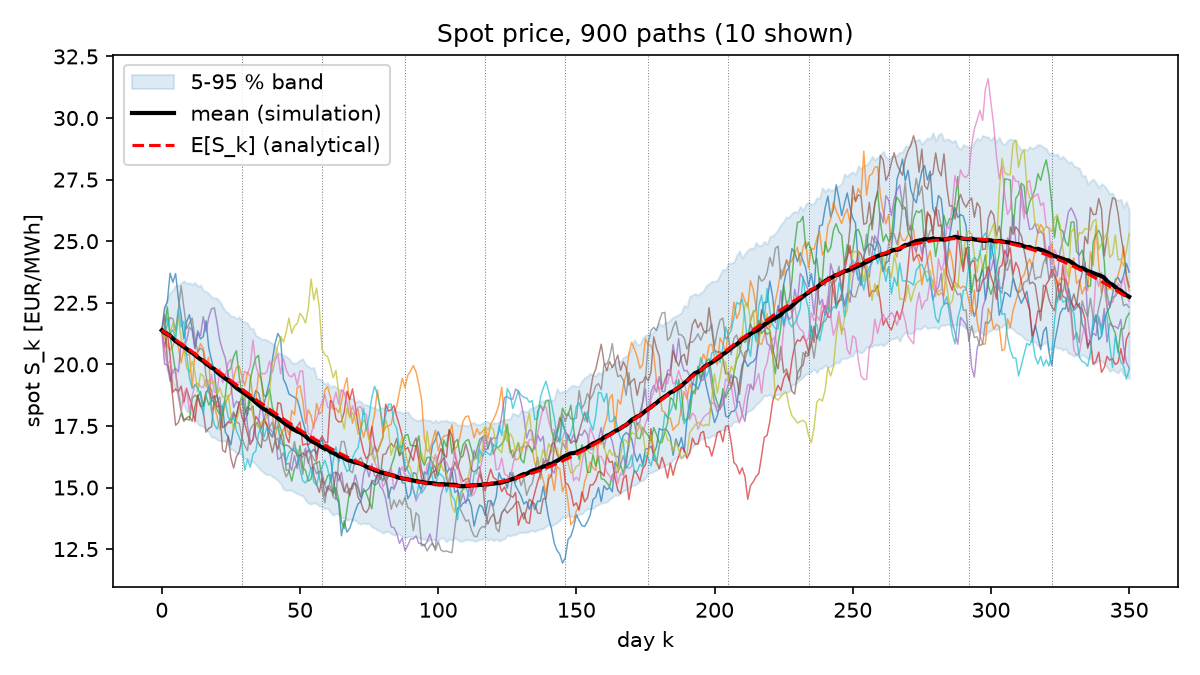 Spot price, 900 paths (10 shown)
5-95 % band
mean (simulation)
E[S_k] (analytical)
spot S_k [EUR/MWh]
32.5
30.0
27.5
25.0
22.5
20.0
17.5
15.0
12.5
0 50 100 150 200 250 300 350
day k